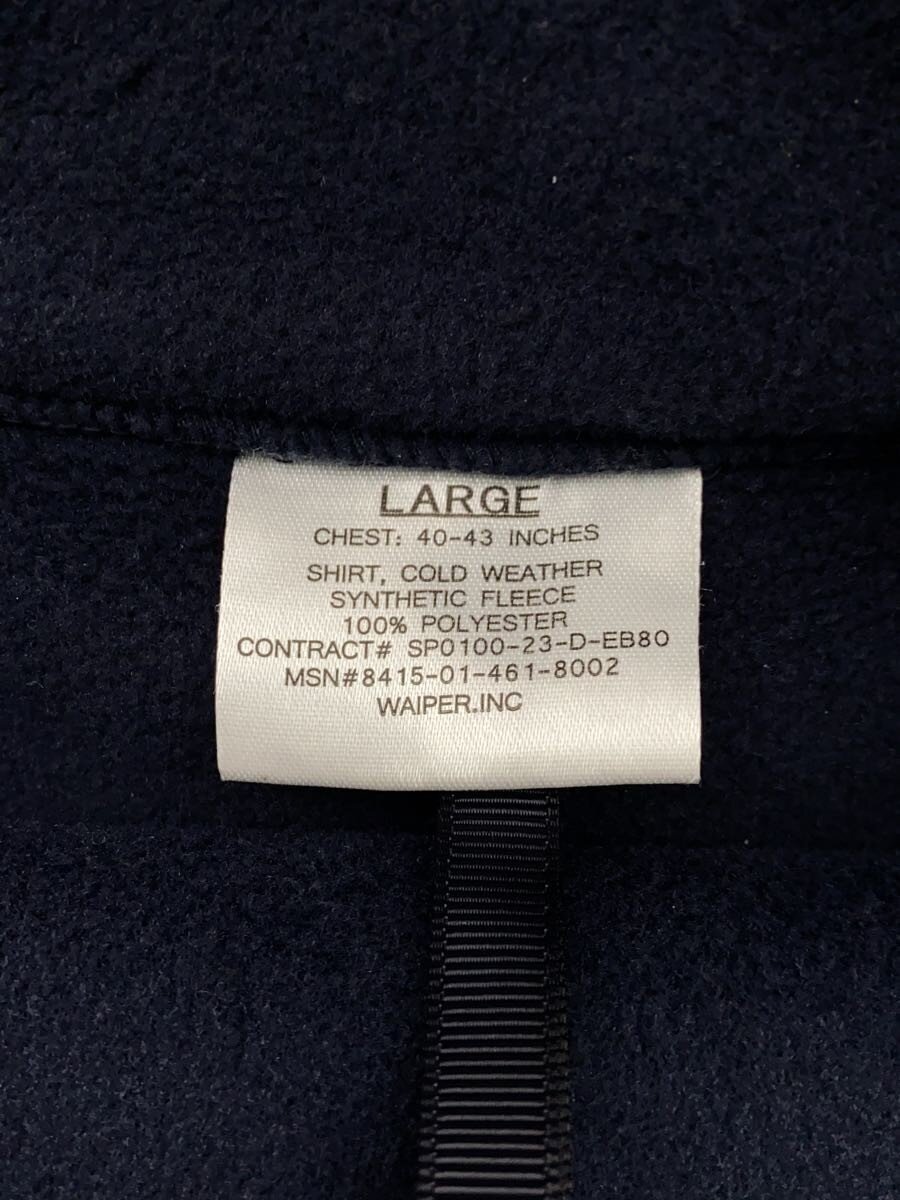 LARGE
CHEST: 40-43 INCHES
SHIRT, COLD WEATHER
SYNTHETIC FLEECE
100% POLYESTER
CONTRACT# SP0100-23-D-EB80
MSN#8415-01-461-8002
WAIPER.INC